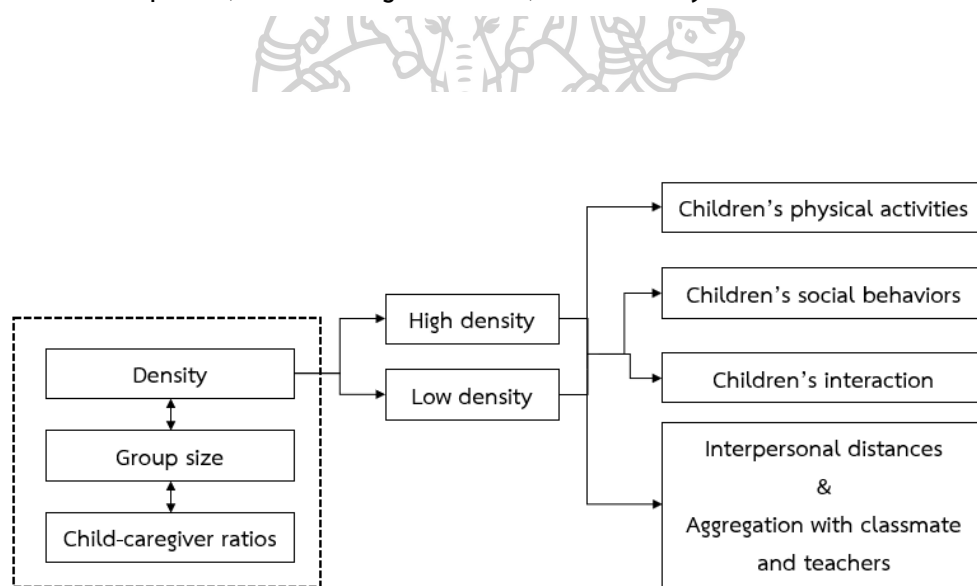 Density
Group size
Child-caregiver ratios
High density
Low density
Children's physical activities
Children's social behaviors
Children's interaction
Interpersonal distances
&
Aggregation with classmate
and teachers